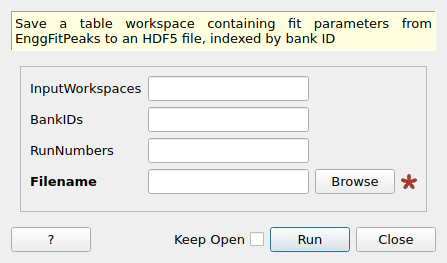 Save a table workspace containing fit parameters from
EnggFitPeaks to an HDF5 file, indexed by bank ID
InputWorkspaces
BankIDs
RunNumbers
Filename Browse *
? Keep Open Run Close